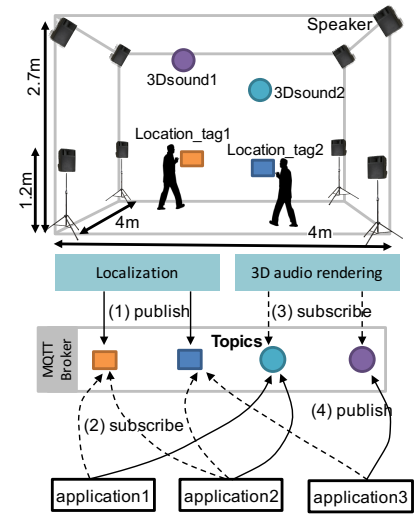 Speaker
2.7m
3Dsound1
3Dsound2
Location_tag1
Location_tag2
1.2m
4m
4m
Localization
3D audio rendering
(1) publish
(3) subscribe
MQTT
Broker
Topics
(2) subscribe
(4) publish
application1
application2
application3